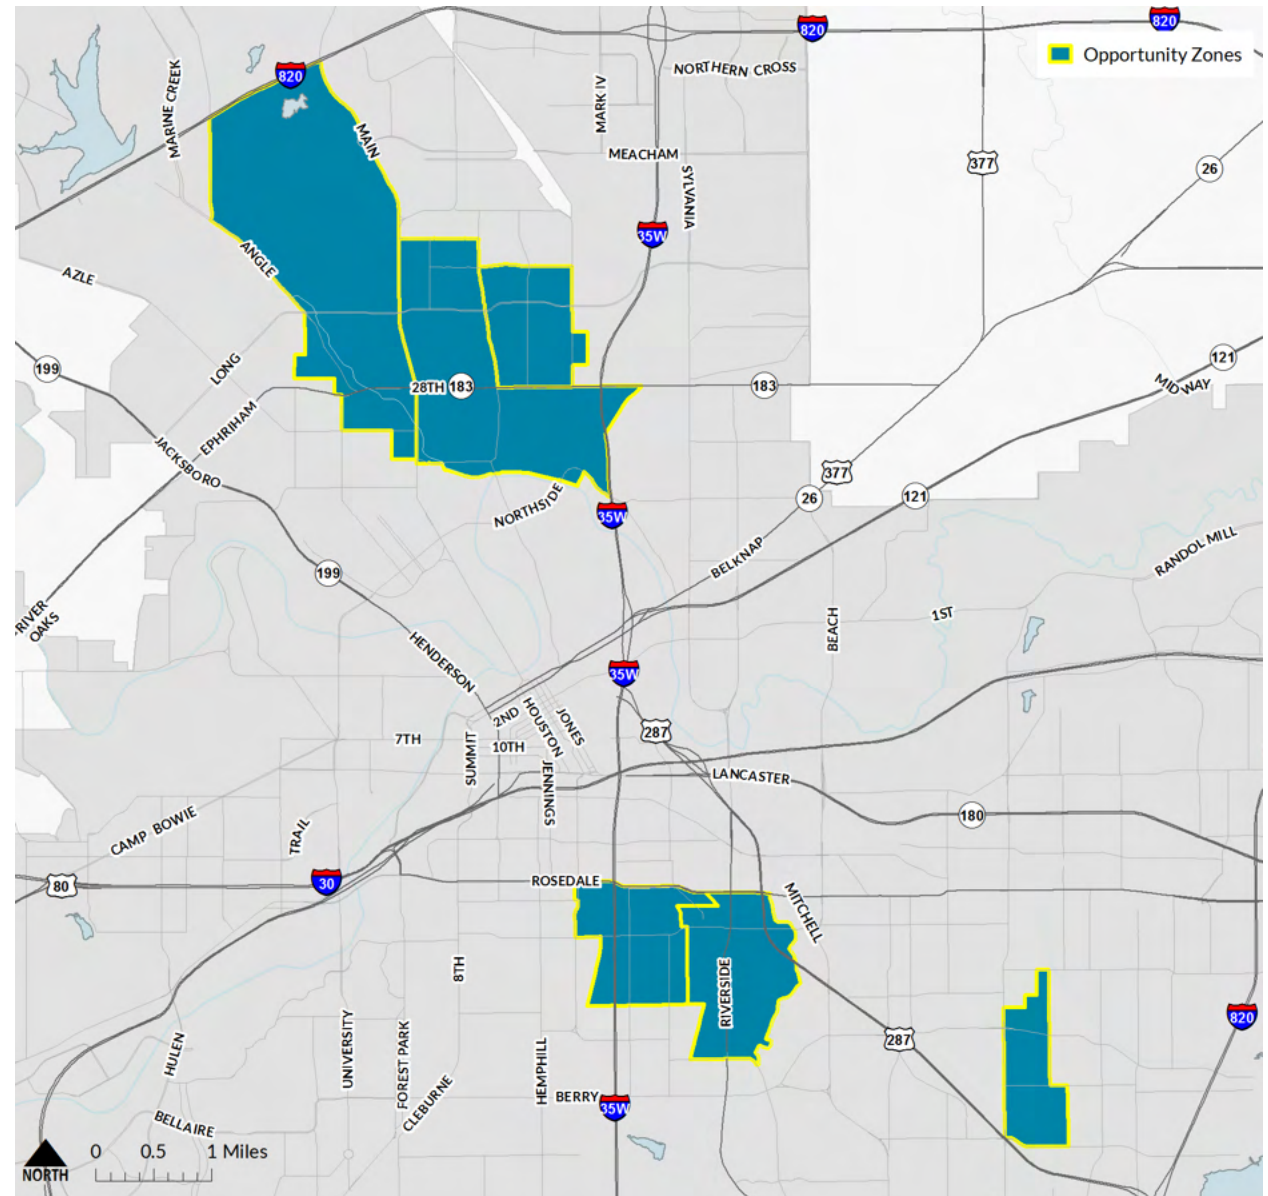 820
820
Opportunity Zones
820
NORTHERN CROSS
MARINE CREEK
MARK IV
MAIN
MEACHAM
377
26
SYLVANIA
35W
ANGLE
AZLE
LONG
199
121
28TH
183
183
MIDWAY
EPHRIHAM
JACKSBORO
377
26
121
NORTHSIDE
35W
BELKNAP
RANDOL MILL
199
RIVER
OAKS
BEACH
1ST
HENDERSON
35W
2ND
HOUSTON
JONES
287
7TH
SUMMIT
10TH
JENNINGS
LANCASTER
CAMP BOWIE
TRAIL
180
80
30
ROSEDALE
MITCHELL
8TH
RIVERSIDE
820
UNIVERSITY
FOREST PARK
HULEN
287
HEMPHILL
CLEBURNE
BERRY
35W
BELLAIRE
0 0.5 1 Miles
NORTH